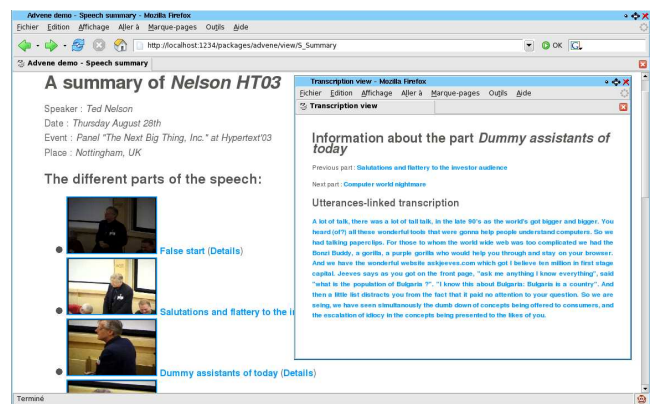 Advene demo - Speech summary - Mozilla Firefox
Fichier Edition Affichage Aller à Marque-pages Outils Aide
http://localhost:1234/packages/advene/view/S_Summary
OK
Advene demo - Speech summary
A summary of Nelson HT03
Speaker : Ted Nelson
Date : Thursday August 28th
Event : Panel "The Next Big Thing, Inc." at Hypertext'03
Place : Nottingham, UK
The different parts of the speech:
False start (Details)
Salutations and flattery to the in
Dummy assistants of today (Details)
Terminé
Transcription view - Mozilla Firefox
Fichier Edition Affichage Aller à Marque-pages Outils Aide
Transcription view
Information about the part Dummy assistants of
today
Previous part : Salutations and flattery to the investor audience
Next part : Computer world nightmare
Utterances-linked transcription
A lot of talk, there was a lot of tall talk, in the late 90's as the world's got bigger and bigger. You
heard (of?) all these wonderful tools that were gonna help people understand computers. So we
had talking paperclips. For those to whom the world wide web was too complicated we had the
Bonzi Buddy, a gorilla, a purple gorilla who would help you through and stay on your browser.
And we have the wonderful website askjeeves.com which got I believe ten million in first stage
capital. Jeeves says as you got on the front page, "ask me anything I know everything", said
"what is the population of Bulgaria ?". "I know this about Bulgaria: Bulgaria is a country". And
then a little list distracts you from the fact that it paid no attention to your question. So we are
seing, we have seen simultaneously the dumb down of concepts being offered to consumers, and
the escalation of idiocy in the concepts being presented to the likes of you.